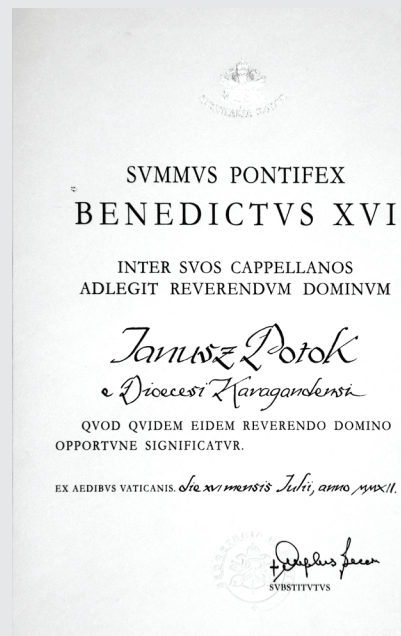 SVMMVS PONTIFEX
BENEDICTVS XVI
INTER SVOS CAPPELLANOS
ADLEGIT REVERENDVM DOMINVM
Janusz Potok
e Dioecesi Karagandensi
QVOD QVIDEM EIDEM REVERENDO DOMINO
OPPORTVNE SIGNIFICATVR.
EX AEDIBVS VATICANIS. die xvi mensis Julii, anno MMXII.
SVBSTITVTVS